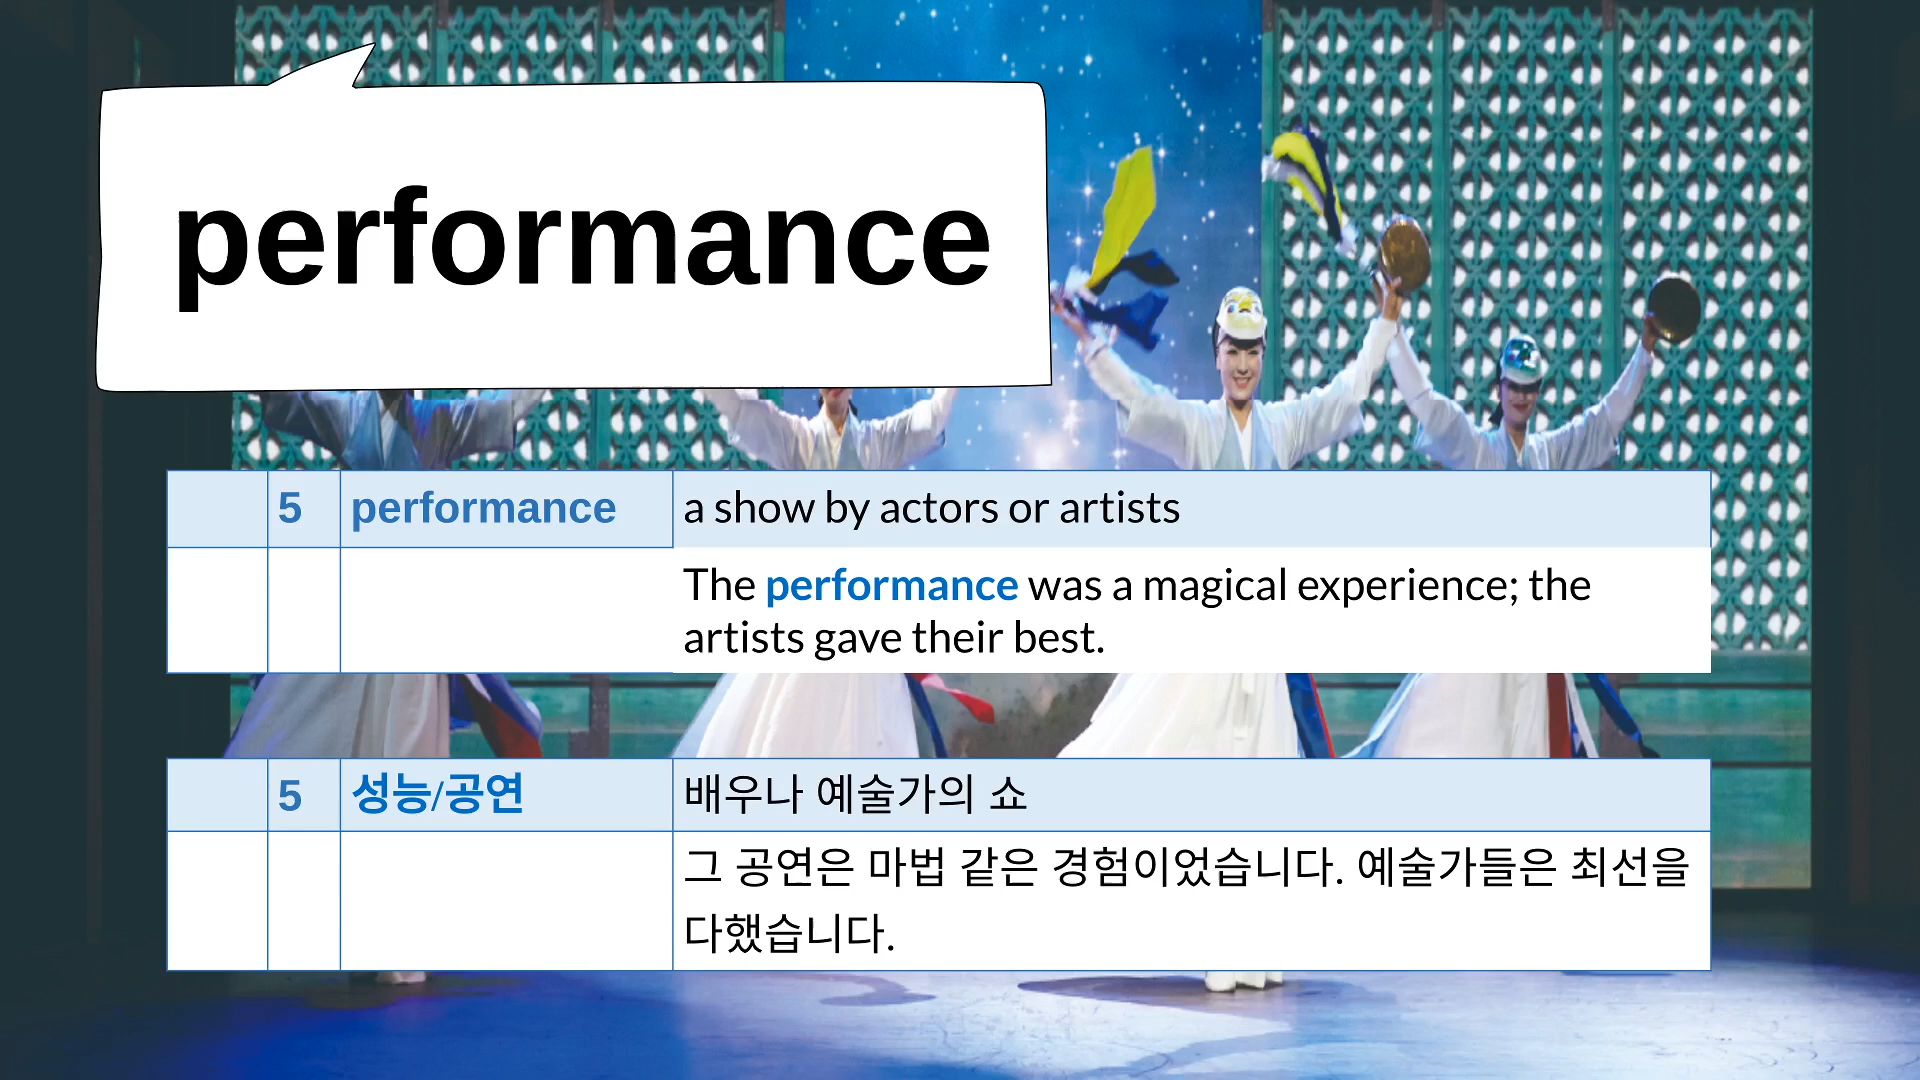 performance
5 performance a show by actors or artists
The performance was a magical experience; the
artists gave their best.
5 성능/공연 배우나 예술가의 쇼
그 공연은 마법 같은 경험이었습니다. 예술가들은 최선을
다했습니다.